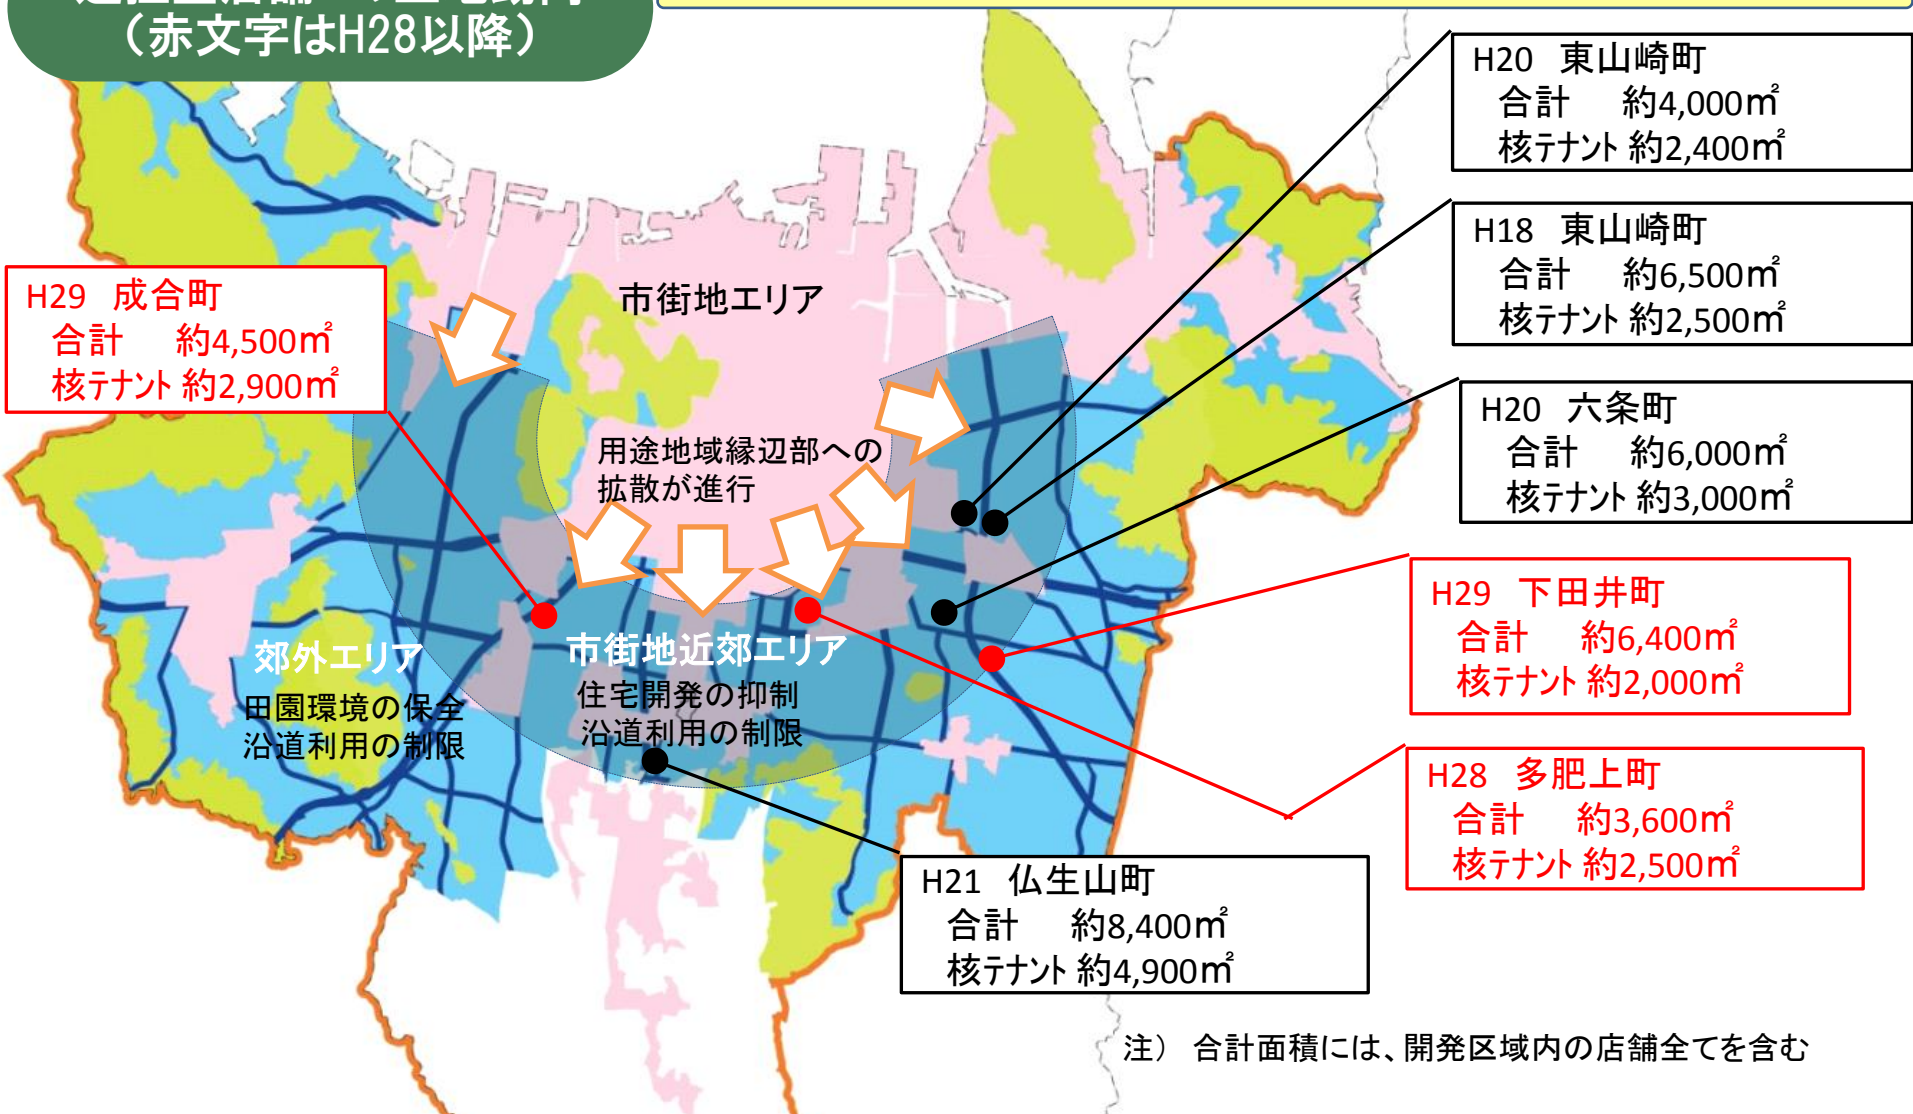 （赤文字はH28以降）
H20 東山崎町
合計 約4,000㎡
核テナント 約2,400㎡
H18 東山崎町
合計 約6,500㎡
核テナント 約2,500㎡
H29 成合町
合計 約4,500㎡
核テナント 約2,900㎡
市街地エリア
用途地域縁辺部への
拡散が進行
H20 六条町
合計 約6,000㎡
核テナント 約3,000㎡
H29 下田井町
合計 約6,400㎡
核テナント 約2,000㎡
郊外エリア
田園環境の保全
沿道利用の制限
市街地近郊エリア
住宅開発の抑制
沿道利用の制限
H28 多肥上町
合計 約3,600㎡
核テナント 約2,500㎡
H21 仏生山町
合計 約8,400㎡
核テナント 約4,900㎡
注） 合計面積には、開発区域内の店舗全てを含む